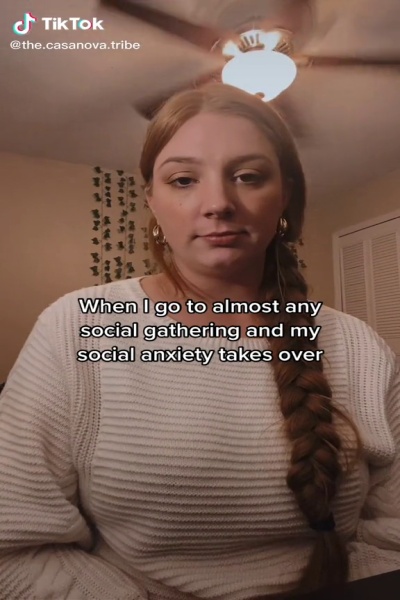 TikTok
@the.casanova.tribe
When I go to almost any
social gathering and my
social anxiety takes over